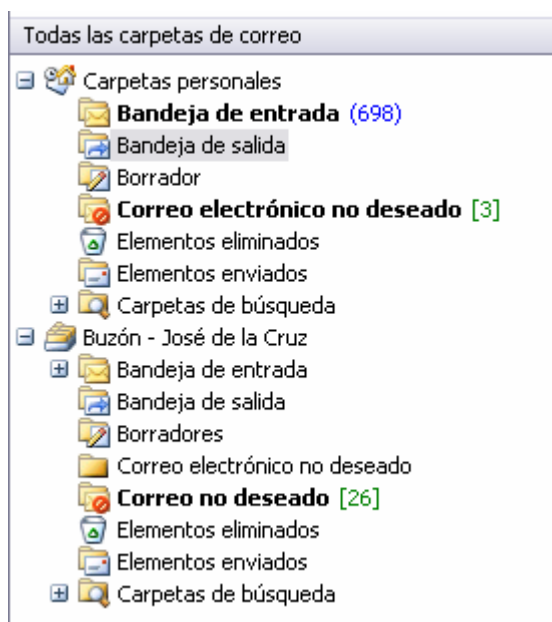 Todas las carpetas de correo
Carpetas personales
Bandeja de entrada (698)
Bandeja de salida
Borrador
Correo electrónico no deseado [3]
Elementos eliminados
Elementos enviados
Carpetas de búsqueda
Buzón - José de la Cruz
Bandeja de entrada
Bandeja de salida
Borradores
Correo electrónico no deseado
Correo no deseado [26]
Elementos eliminados
Elementos enviados
Carpetas de búsqueda